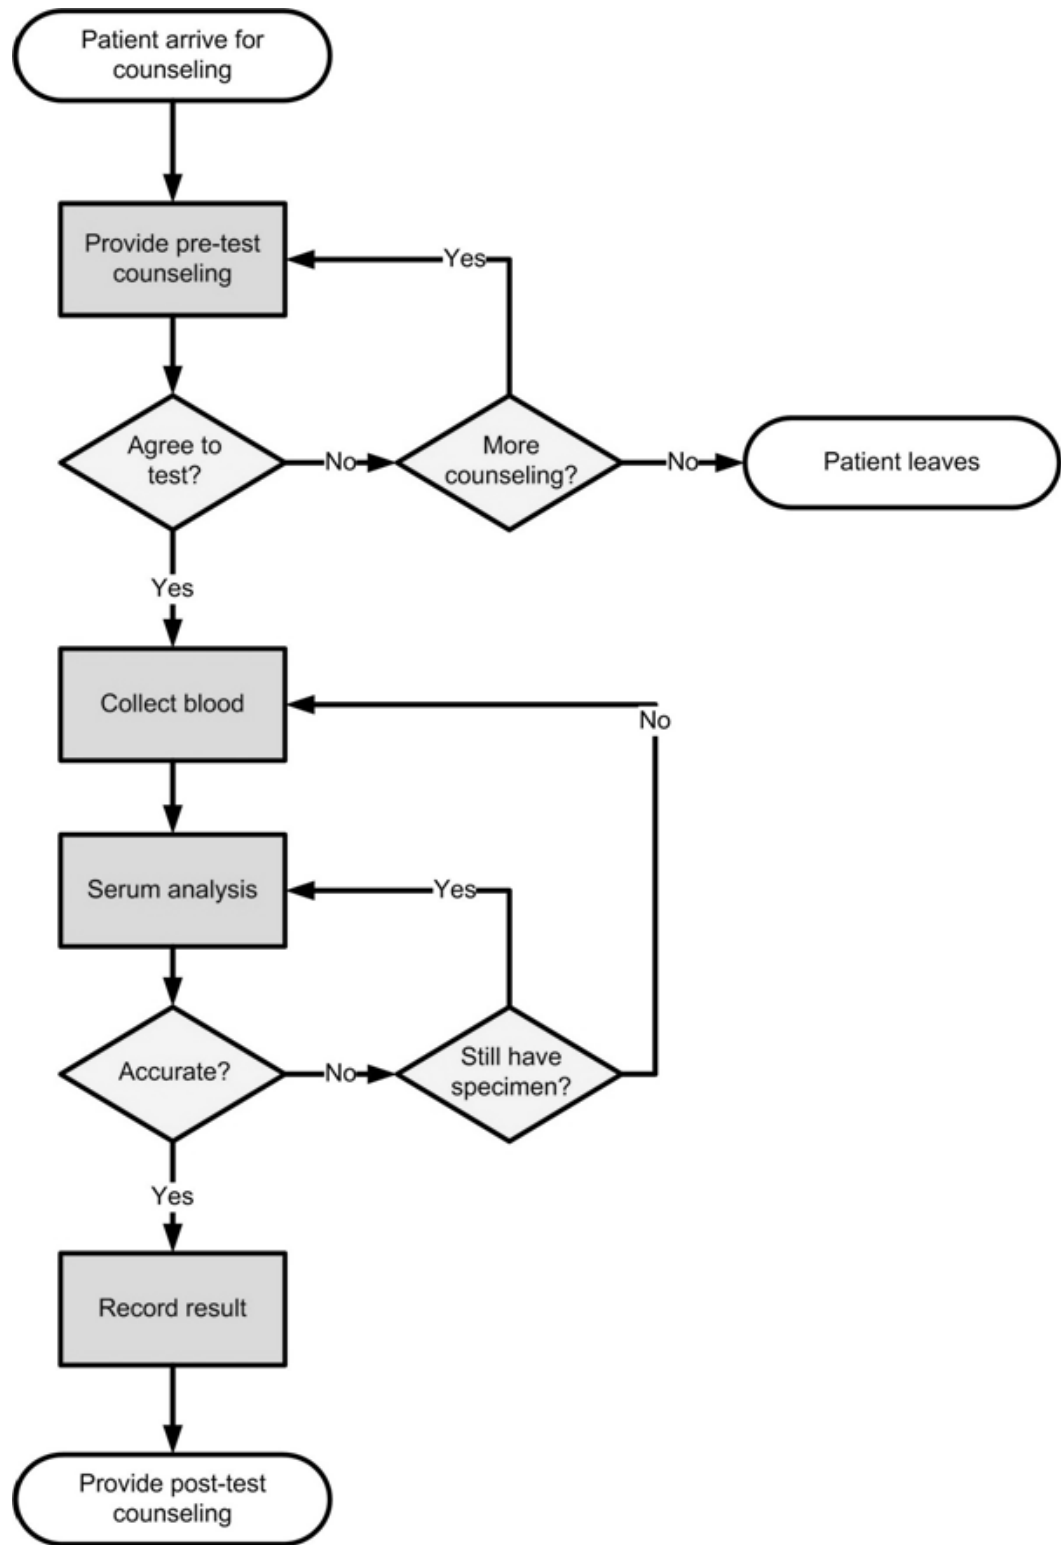 Patient arrive for
counseling
Provide pre-test
counseling
Yes
Agree to
test?
No
More
counseling?
No
Patient leaves
Yes
Collect blood
No
Serum analysis
Yes
Accurate?
No
Still have
specimen?
Yes
Record result
Provide post-test
counseling